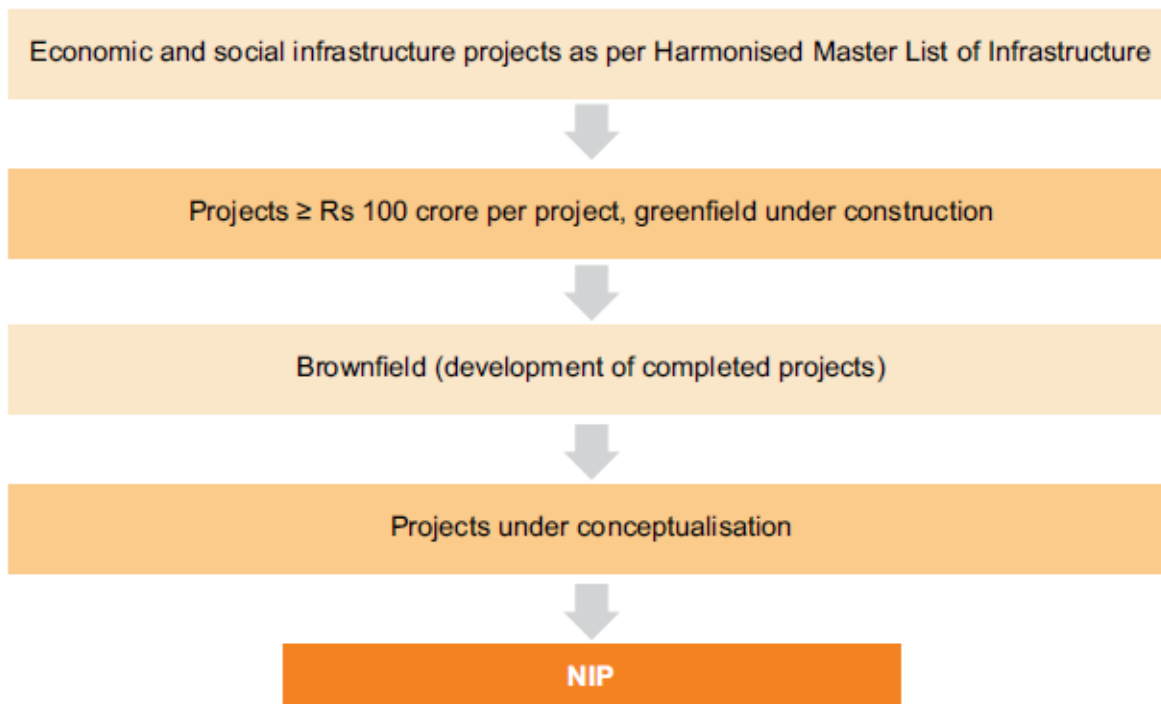 Economic and social infrastructure projects as per Harmonised Master List of Infrastructure
Projects ≥ Rs 100 crore per project, greenfield under construction
Brownfield (development of completed projects)
Projects under conceptualisation
NIP